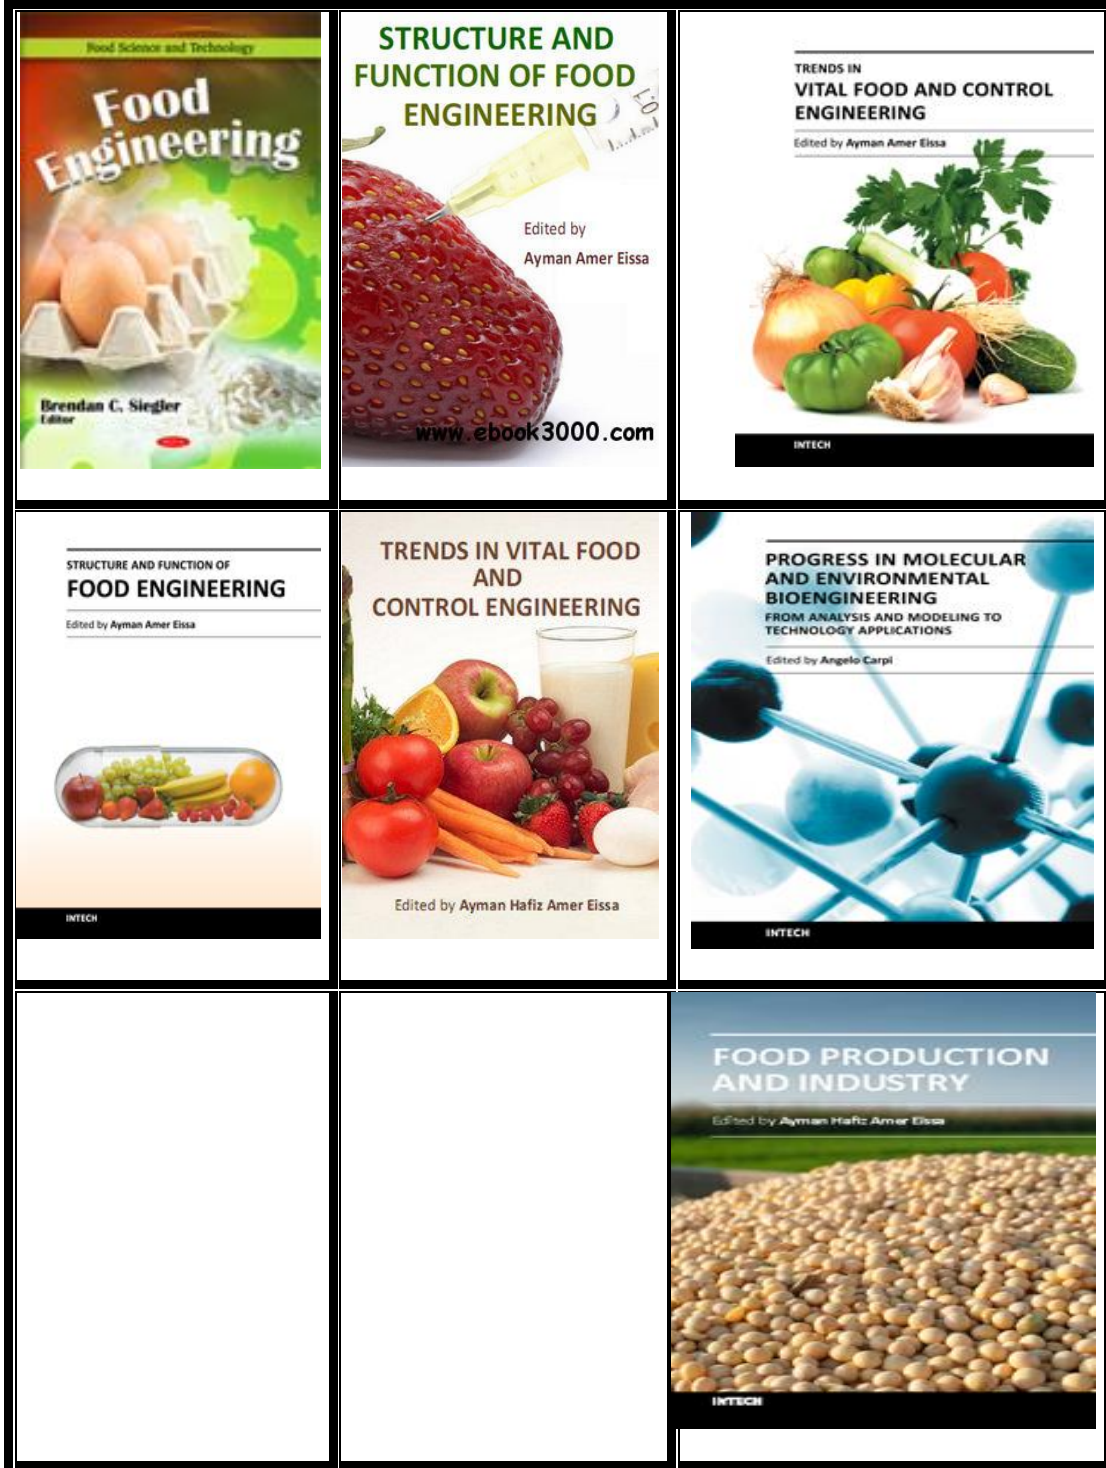 Food Science and Technology
Food
Engineering
Brendan C. Siegler
Editor
STRUCTURE AND
FUNCTION OF FOOD
ENGINEERING
Edited by
Ayman Amer Eissa
www.ebook3000.com
TRENDS IN
VITAL FOOD AND CONTROL
ENGINEERING
Edited by Ayman Amer Eissa
INTECH
STRUCTURE AND FUNCTION OF
FOOD ENGINEERING
Edited by Ayman Amer Eissa
INTECH
TRENDS IN VITAL FOOD
AND
CONTROL ENGINEERING
Edited by Ayman Hafiz Amer Eissa
PROGRESS IN MOLECULAR
AND ENVIRONMENTAL
BIOENGINEERING
FROM ANALYSIS AND MODELING TO
TECHNOLOGY APPLICATIONS
Edited by Angelo Carpi
INTECH
FOOD PRODUCTION
AND INDUSTRY
Edited by Ayman Hafiz Amer Eissa
INTECH